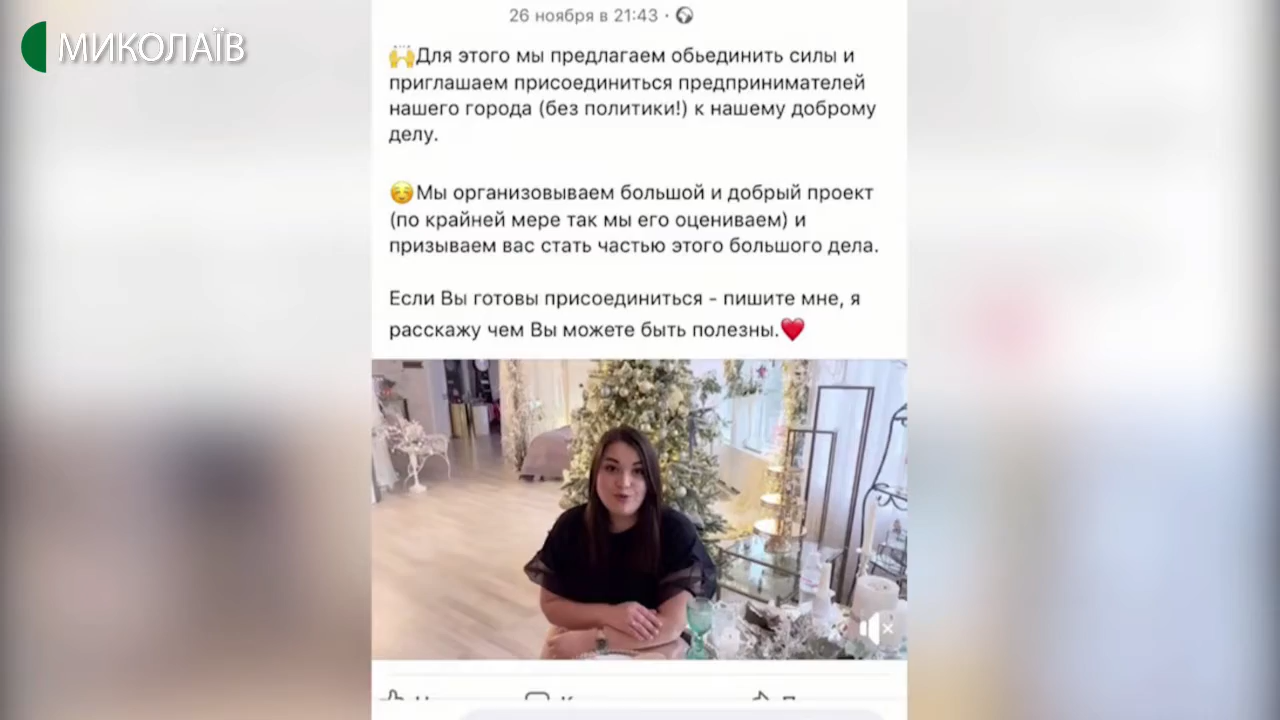 МИКОЛАЇВ
26 ноября в 21:43 ·
🙌Для этого мы предлагаем обьединить силы и
приглашаем присоединиться предпринимателей
нашего города (без политики!) к нашему доброму
делу.
☺️Мы организовываем большой и добрый проект
(по крайней мере так мы его оцениваем) и
призываем вас стать частью этого большого дела.
Если Вы готовы присоединиться - пишите мне, я
расскажу чем Вы можете быть полезны.❤️